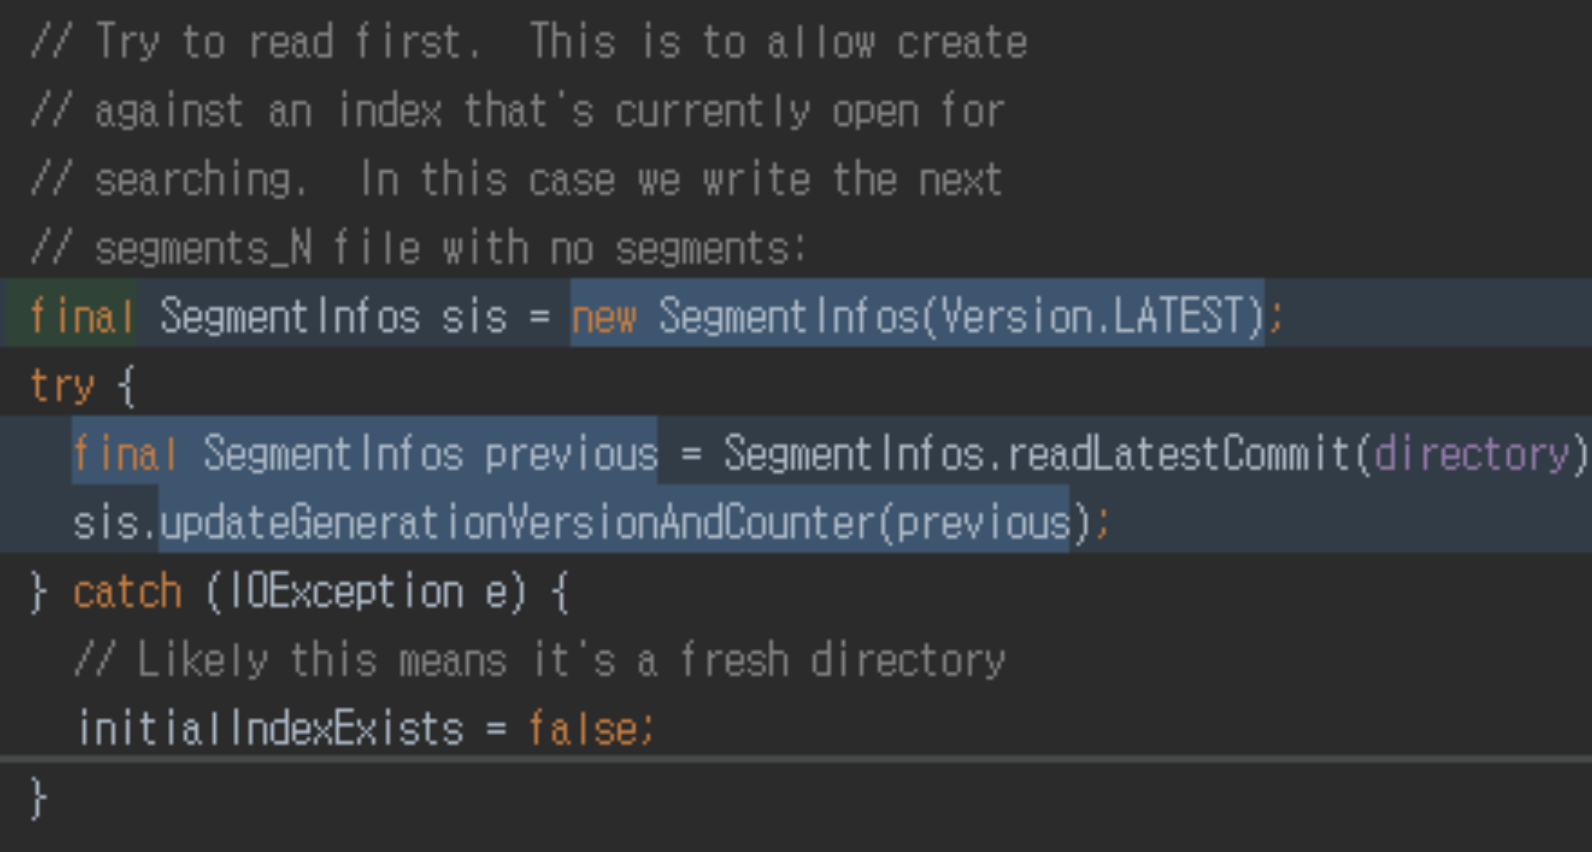 // Try to read first.  This is to allow create
// against an index that's currently open for
// searching.  In this case we write the next
// segments_N file with no segments:
final SegmentInfos sis = new SegmentInfos(Version.LATEST);
try {
  final SegmentInfos previous = SegmentInfos.readLatestCommit(directory)
  sis.updateGenerationVersionAndCounter(previous);
} catch (IOException e) {
  // Likely this means it's a fresh directory
  initialIndexExists = false;
}